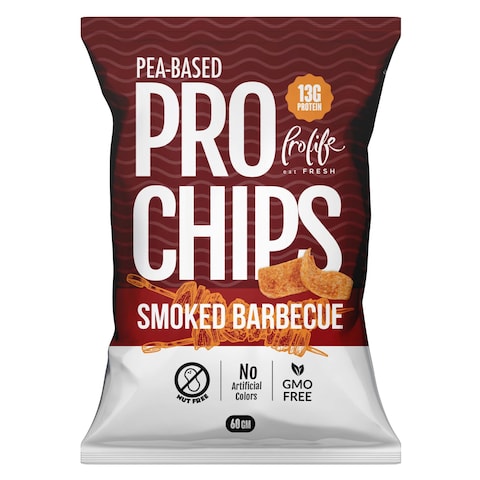 PEA-BASED
13G
PROTEIN
PRO
Prolife
eat FRESH
CHIPS
SMOKED BARBECUE
NUT FREE
No
Artificial
Colors
GMO
FREE
60 GM